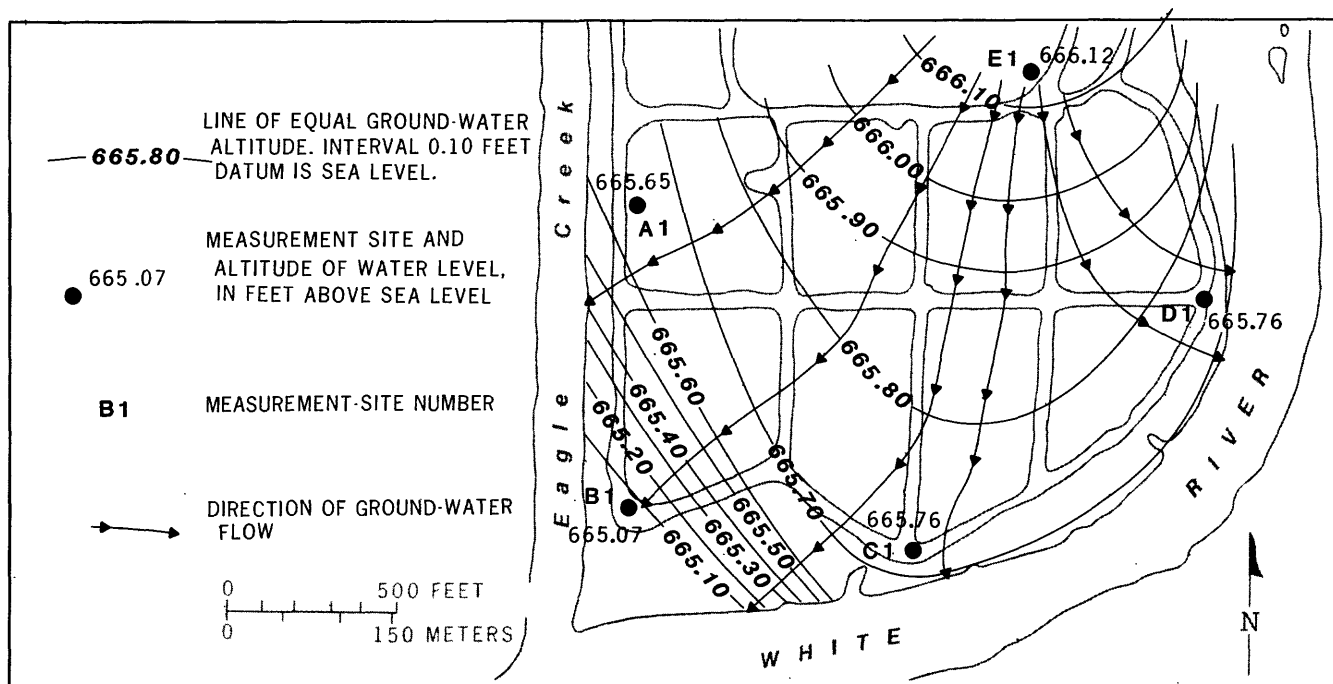 LINE OF EQUAL GROUND-WATER
ALTITUDE. INTERVAL 0.10 FEET
DATUM IS SEA LEVEL.
665.80
MEASUREMENT SITE AND
ALTITUDE OF WATER LEVEL,
IN FEET ABOVE SEA LEVEL
665.07
B1
MEASUREMENT-SITE NUMBER
DIRECTION OF GROUND-WATER
FLOW
0 500 FEET
0 150 METERS
Eagle Creek
E1
666.12
666.10
666.00
665.90
665.65
A1
D1
665.76
665.80
665.60
665.40
665.20
B1
665.07
665.70
665.76
C1
665.50
665.30
665.10
WHITE RIVER
N